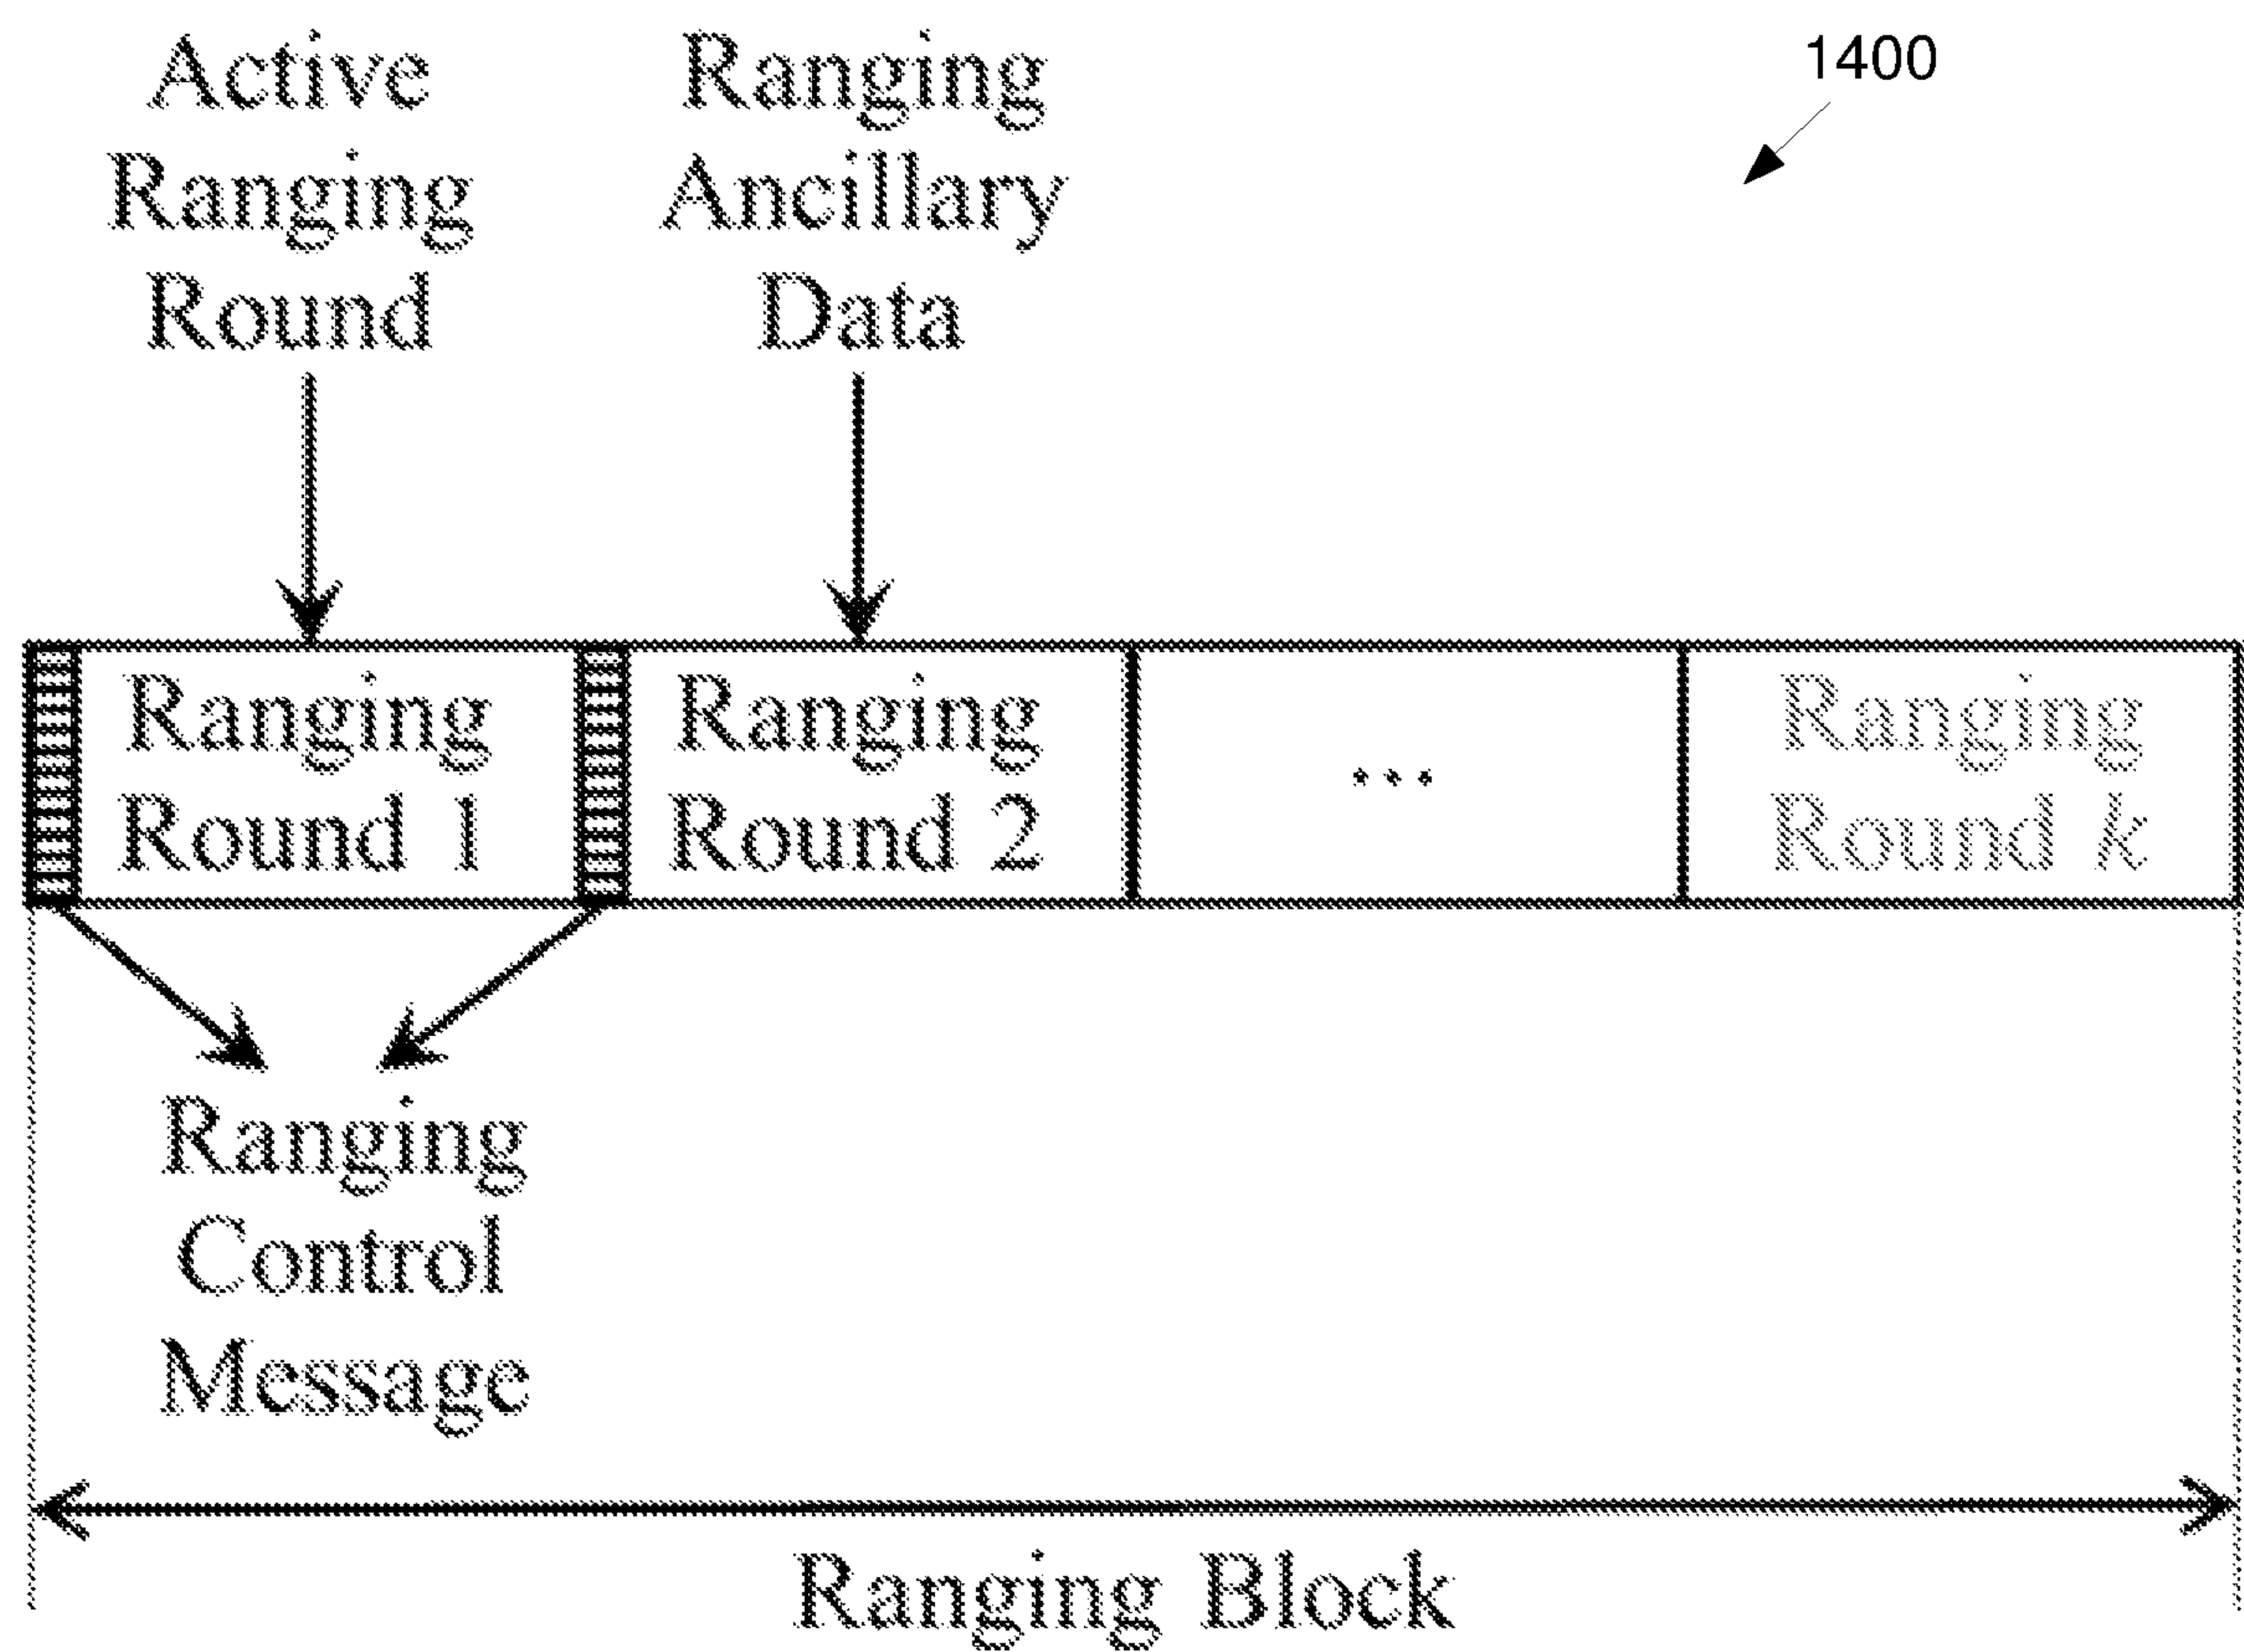 Active
Ranging
Round
Ranging
Ancillary
Data
1400
Ranging
Round 1
Ranging
Round 2
...
Ranging
Round k
Ranging
Control
Message
Ranging Block